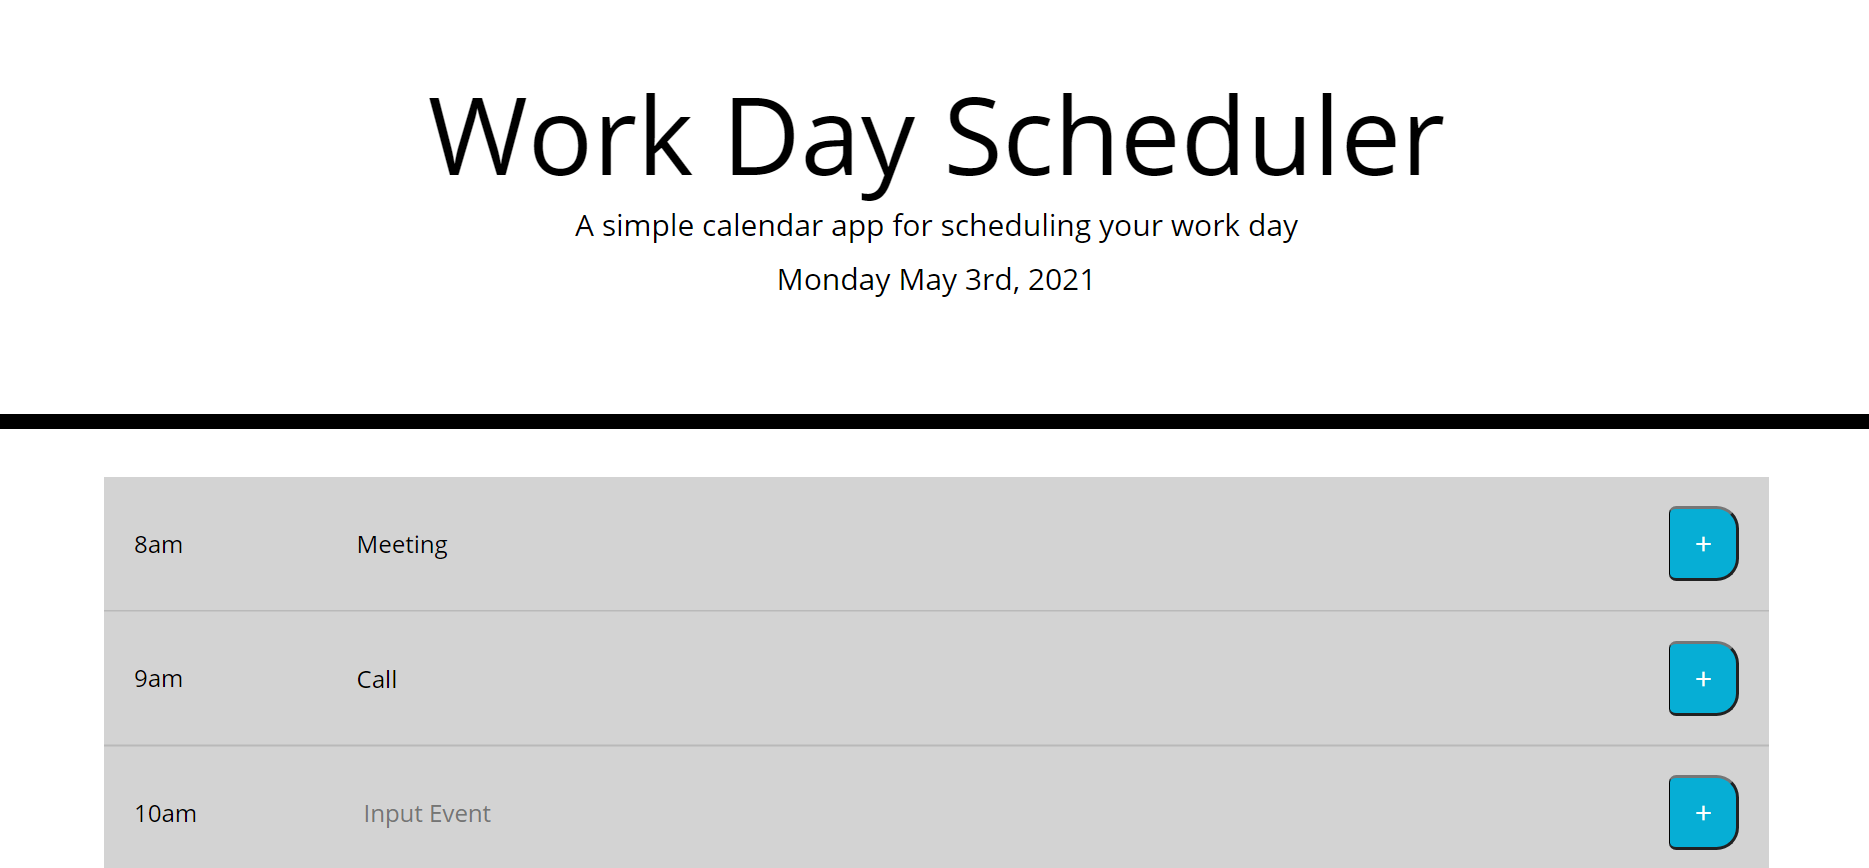 Work Day Scheduler
A simple calendar app for scheduling your work day
Monday May 3rd, 2021
8am Meeting +
9am Call +
10am Input Event +